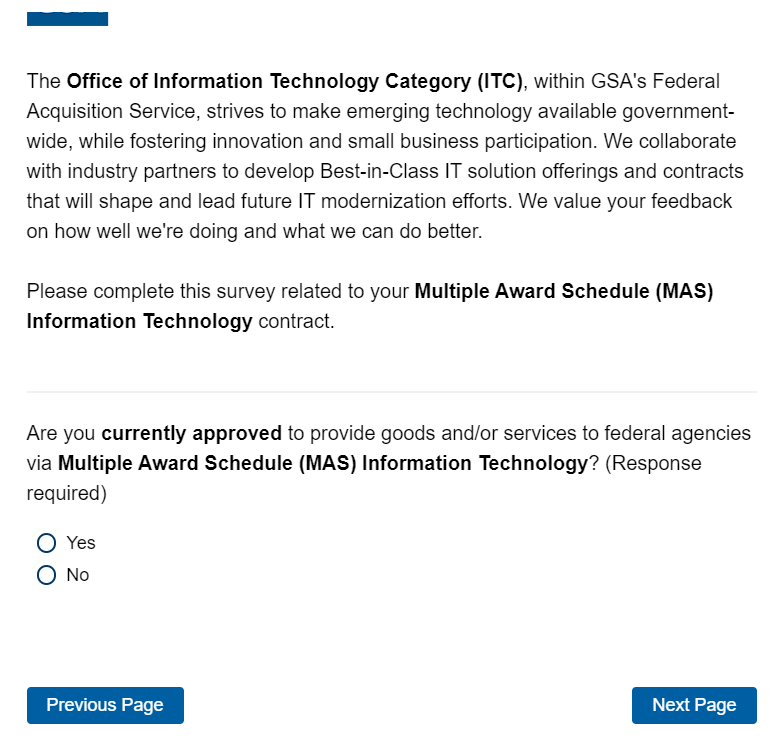 The Office of Information Technology Category (ITC), within GSA's Federal
Acquisition Service, strives to make emerging technology available government-
wide, while fostering innovation and small business participation. We collaborate
with industry partners to develop Best-in-Class IT solution offerings and contracts
that will shape and lead future IT modernization efforts. We value your feedback
on how well we're doing and what we can do better.
Please complete this survey related to your Multiple Award Schedule (MAS)
Information Technology contract.
Are you currently approved to provide goods and/or services to federal agencies
via Multiple Award Schedule (MAS) Information Technology? (Response
required)
Yes
No
Previous Page
Next Page